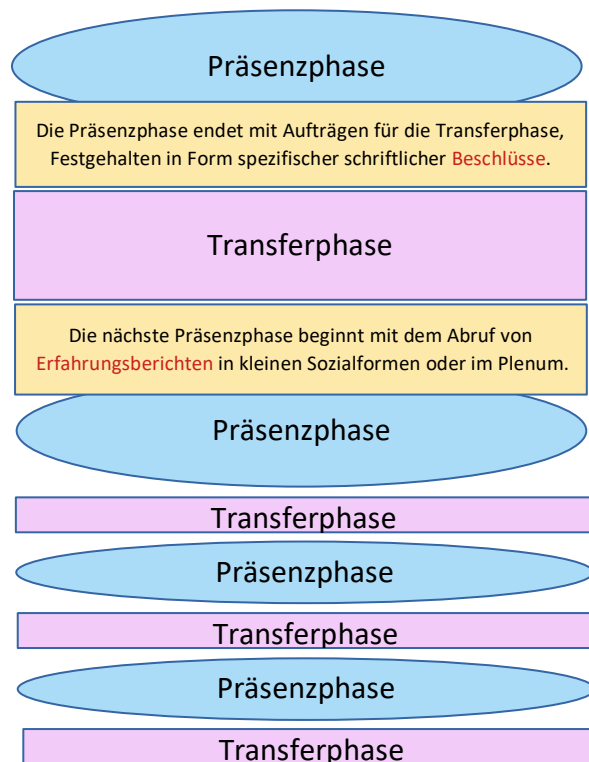 Präsenzphase
Die Präsenzphase endet mit Aufträgen für die Transferphase,
Festgehalten in Form spezifischer schriftlicher Beschlüsse.
Transferphase
Die nächste Präsenzphase beginnt mit dem Abruf von
Erfahrungsberichten in kleinen Sozialformen oder im Plenum.
Präsenzphase
Transferphase
Präsenzphase
Transferphase
Präsenzphase
Transferphase